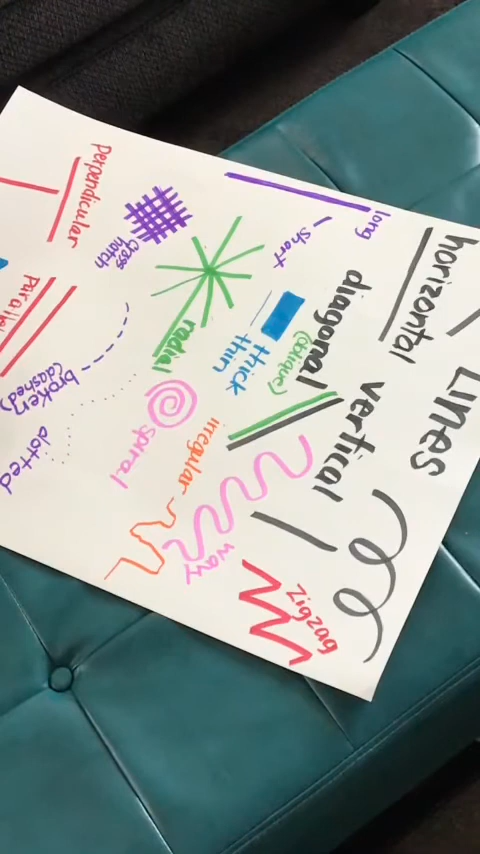 Lines
horizontal
vertical
diagonal
(oblique)
zigzag
long
short
thick
thin
wavy
irregular
radial
spiral
cross
hatch
perpendicular
parallel
broken
(dashed)
dotted